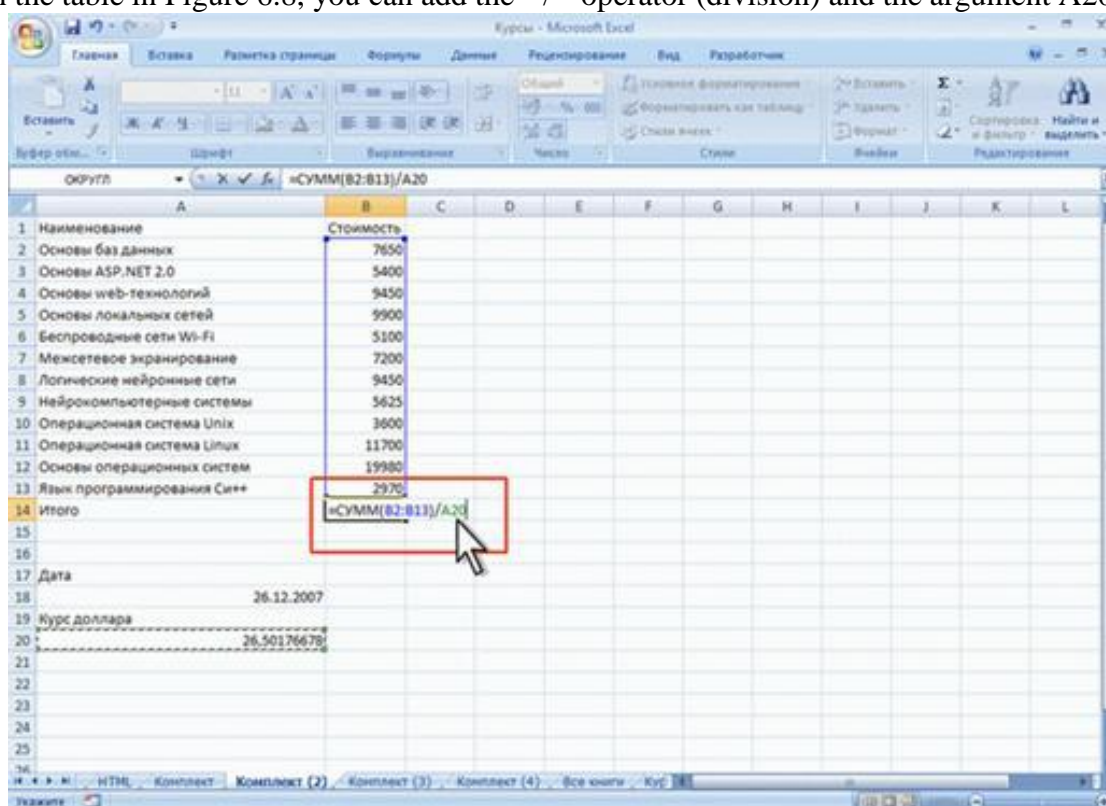 the table in Figure 6.8, you can add the "/" operator (division) and the argument A20
Курсы - Microsoft Excel
Главная Вставка Разметка страницы Формулы Данные Рецензирование Вид Разработчик
Вставить 11 Общий Условное форматирование Вставить
Форматировать как таблицу Удалить
Ж К Ч Стили ячеек Формат Сортировка и фильтр Найти и выделить
Шрифт Выравнивание Число Стили Ячейки Редактирование
ОКРУГЛ =СУММ(B2:B13)/A20
A B C D E F G H I J K L
1 Наименование Стоимость
2 Основы баз данных 7650
3 Основы ASP.NET 2.0 5400
4 Основы web-технологий 9450
5 Основы локальных сетей 9900
6 Беспроводные сети Wi-Fi 5100
7 Межсетевое экранирование 7200
8 Логические нейронные сети 9450
9 Нейрокомпьютерные системы 5625
10 Операционная система Unix 3600
11 Операционная система Linux 11700
12 Основы операционных систем 19980
13 Язык программирования Си++ 2970
14 Итого =СУММ(B2:B13)/A20
15
16
17 Дата
18 26.12.2007
19 Курс доллара
20 26,50176678
21
22
23
24
25
26
HTML Комплект Комплект (2) Комплект (3) Комплект (4) Все книги Кур
Укажите